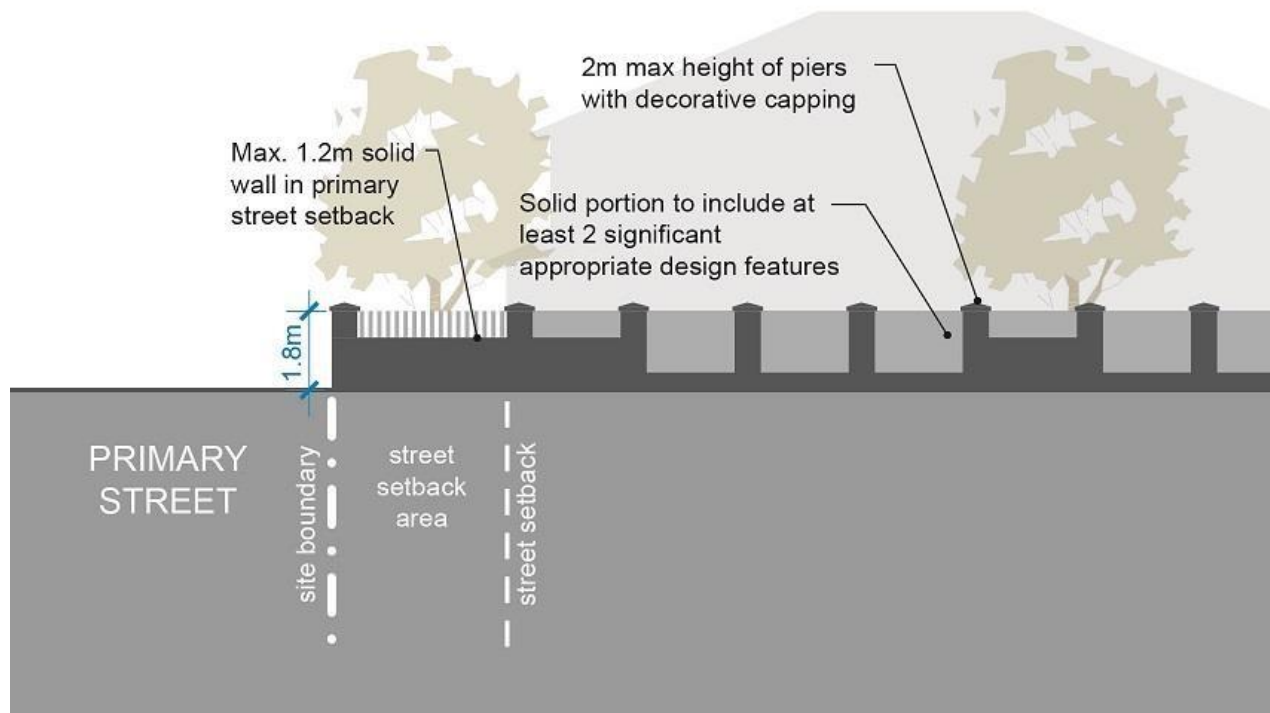 2m max height of piers
with decorative capping
Max. 1.2m solid
wall in primary
street setback
Solid portion to include at
least 2 significant
appropriate design features
1.8m
PRIMARY
STREET
site boundary
street
setback
area
street setback